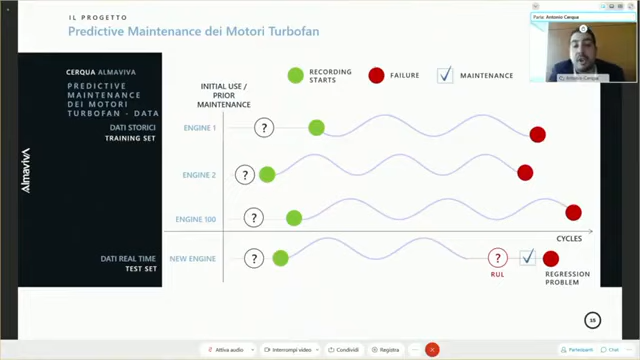 IL PROGETTO
Predictive Maintenance dei Motori Turbofan
Parla: Antonio Cerqua
Antonio Cerqua
CERQUA ALMAVIVA
PREDICTIVE
MAINTENANCE
DEI MOTORI
TURBOFAN - DATA
DATI STORICI
TRAINING SET
AlmavivA
DATI REAL TIME
TEST SET
INITIAL USE /
PRIOR
MAINTENANCE
RECORDING
STARTS
FAILURE
MAINTENANCE
ENGINE 1
?
ENGINE 2
?
ENGINE 100
?
CYCLES
NEW ENGINE
?
?
RUL
REGRESSION
PROBLEM
35
Attiva audio
Interrompi video
Condividi
Registra
Partecipanti
Chat